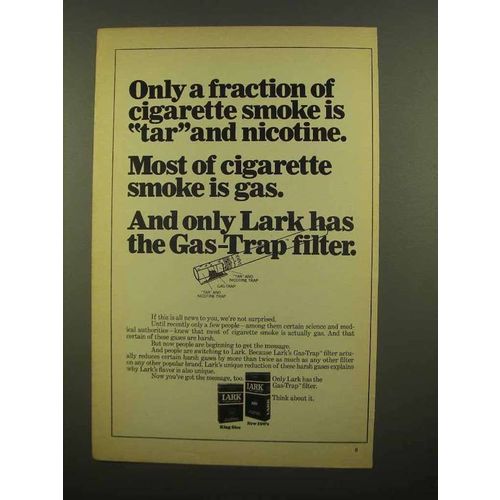 Only a fraction of
cigarette smoke is
“tar” and nicotine.
Most of cigarette
smoke is gas.
And only Lark has
the Gas-Trap filter.
"TAR" AND
NICOTINE TRAP
GAS-TRAP
"TAR" AND
NICOTINE TRAP
If this is all news to you, we're not surprised.
Until recently only a few people—among them certain science and med-
ical authorities—knew that most of cigarette smoke is actually gas. And that
certain of these gases are harsh.
But now people are beginning to get the message.
And people are switching to Lark. Because Lark's Gas-Trap filter actu-
ally reduces certain harsh gases by more than twice as much as any other filter
on any other popular brand. Lark's unique reduction of these harsh gases explains
why Lark's flavor is also unique.
Now you've got the message, too.
Only Lark has the
Gas-Trap filter.
Think about it.
LARK
LARK
King Size
New 100's